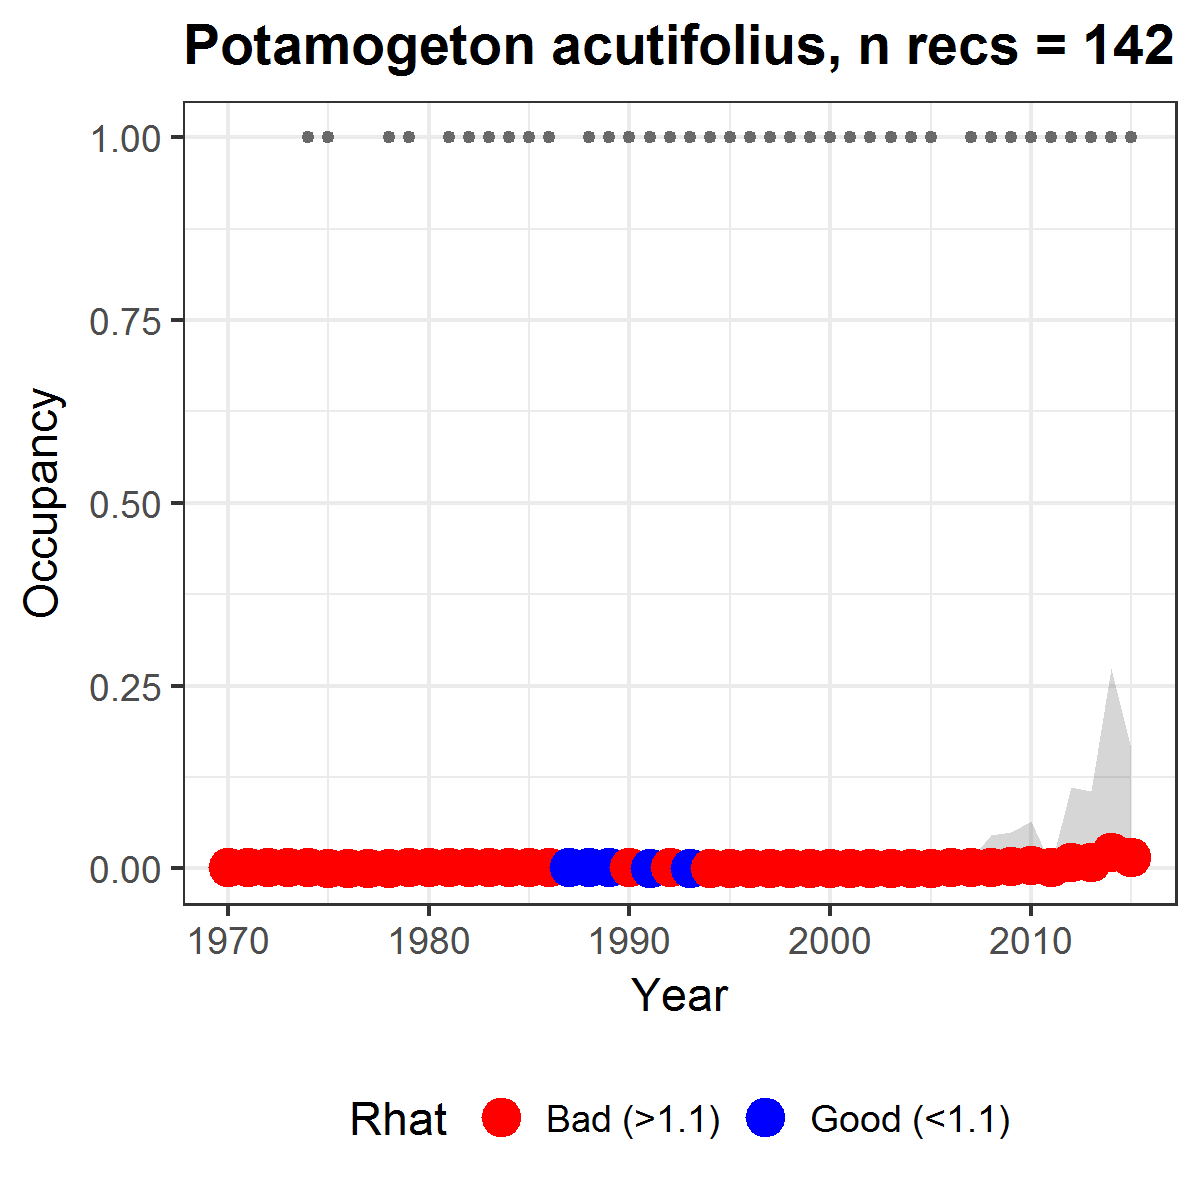 Potamogeton acutifolius, n recs = 142
1.00
0.75
0.50
0.25
0.00
Occupancy
1970 1980 1990 2000 2010
Year
Rhat Bad (>1.1) Good (<1.1)